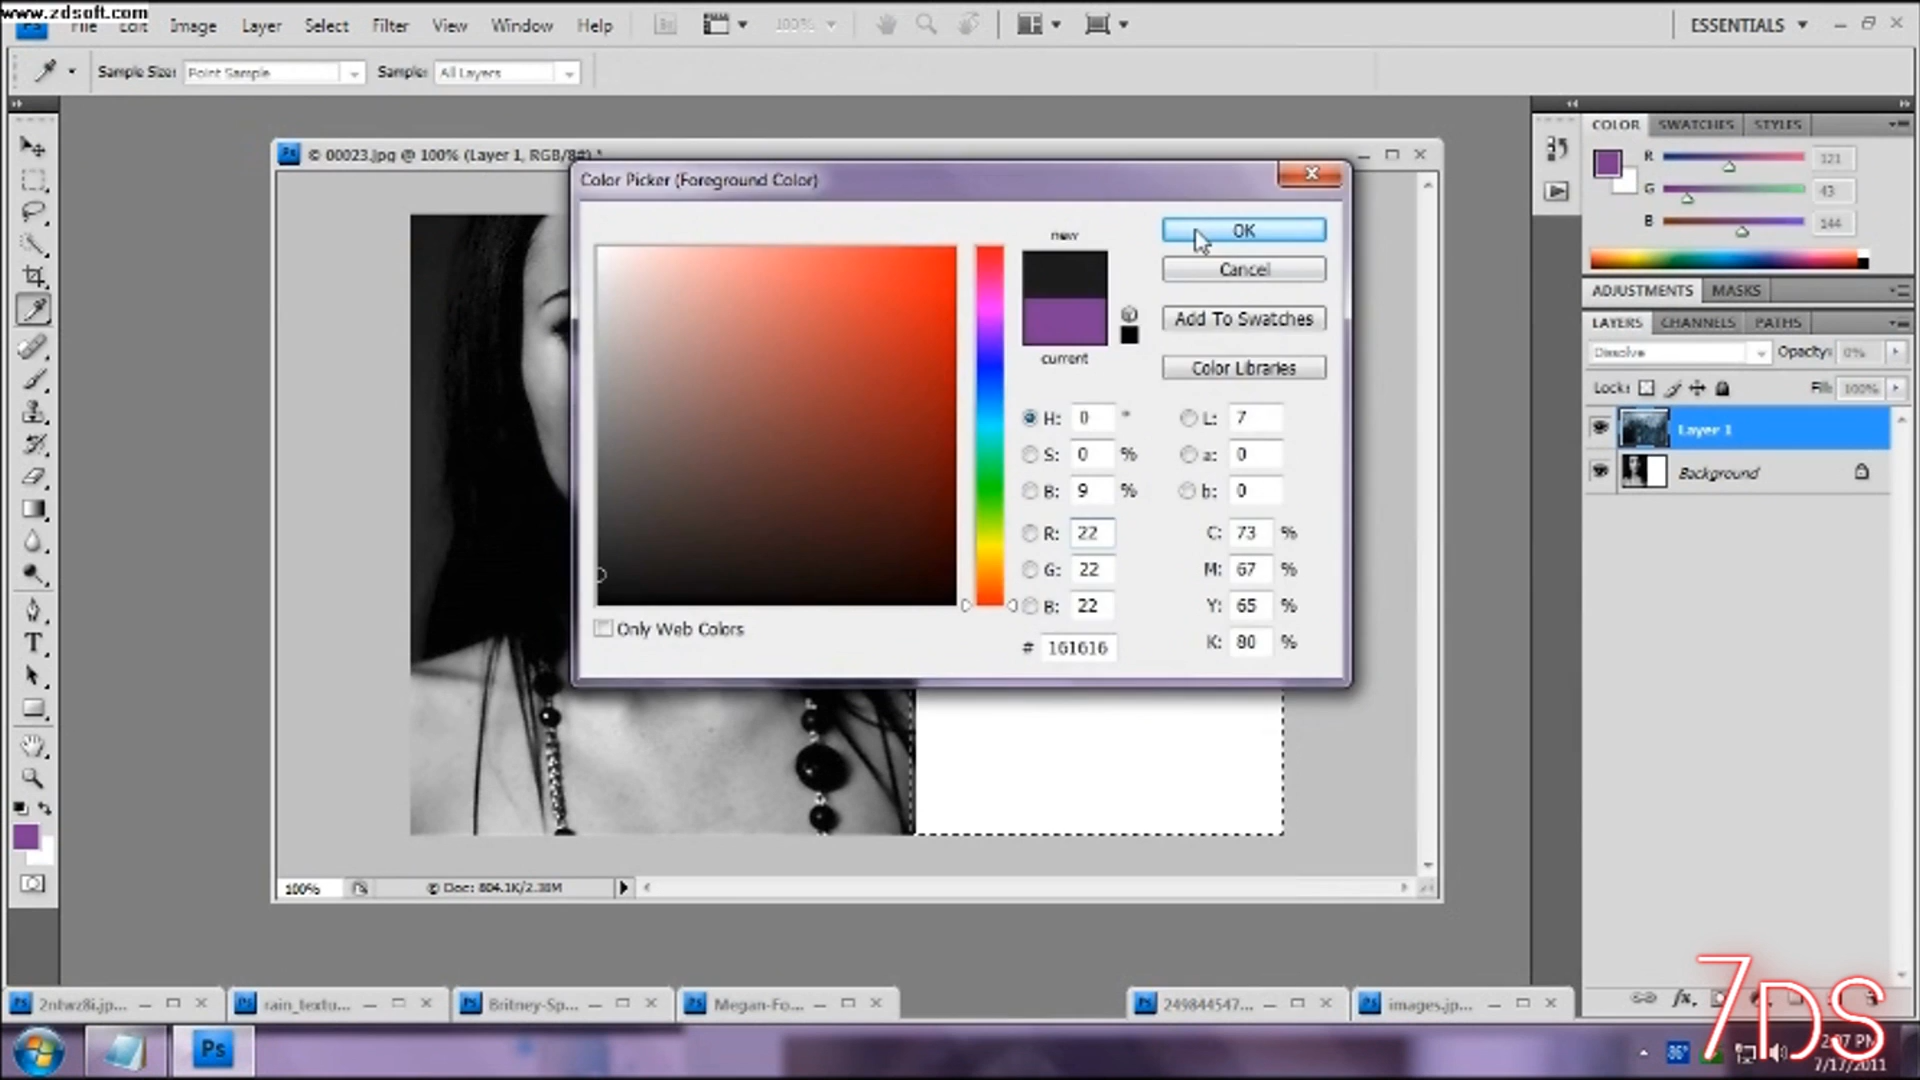 www.zdsoft.com
File Edit Image Layer Select Filter Analysis View Window Help 100% ESSENTIALS
Sample Size: Point Sample Sample: All Layers
© 00023.jpg @ 100% (Layer 1, RGB/8#) *
Color Picker (Foreground Color)
new
current
OK
Cancel
Add To Swatches
Color Libraries
H: 0 °
S: 0 %
B: 9 %
R: 22
G: 22
B: 22
# 161616
L: 7
a: 0
b: 0
C: 73 %
M: 67 %
Y: 65 %
K: 80 %
Only Web Colors
100% Doc: 804.1K/2.38M
COLOR SWATCHES STYLES
R 121
G 43
B 144
ADJUSTMENTS MASKS
LAYERS CHANNELS PATHS
Dissolve Opacity: 0%
Lock: Fill: 100%
Layer 1
Background
2ntwz8i.jp...
rain_textu...
Britney-Sp...
Megan-Fo...
249844547...
images.jp...
7DS
Ps
36°
2:07 PM
7/17/2011